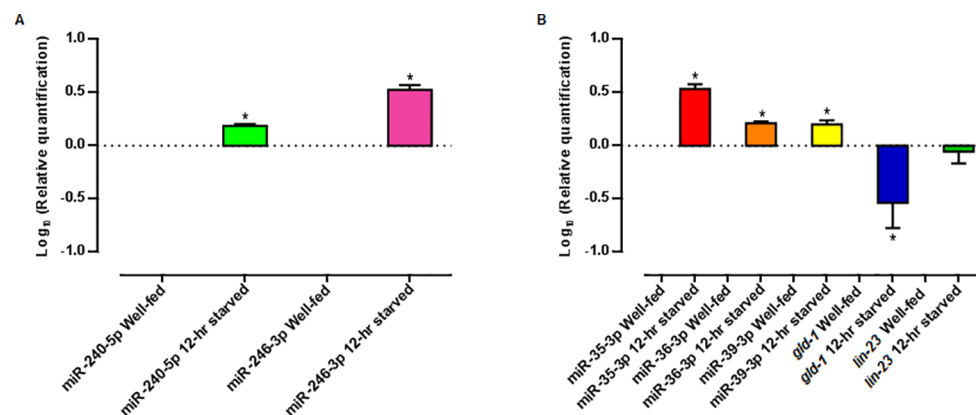 A
Log₁₀ (Relative quantification)
1.0
0.5
0.0
-0.5
-1.0
*
*
miR-240-5p Well-fed
miR-240-5p 12-hr starved
miR-246-3p Well-fed
miR-246-3p 12-hr starved
B
Log₁₀ (Relative quantification)
1.0
0.5
0.0
-0.5
-1.0
*
*
*
*
miR-35-3p Well-fed
miR-35-3p 12-hr starved
miR-36-3p Well-fed
miR-36-3p 12-hr starved
miR-39-3p Well-fed
miR-39-3p 12-hr starved
gld-1 Well-fed
gld-1 12-hr starved
lin-23 Well-fed
lin-23 12-hr starved